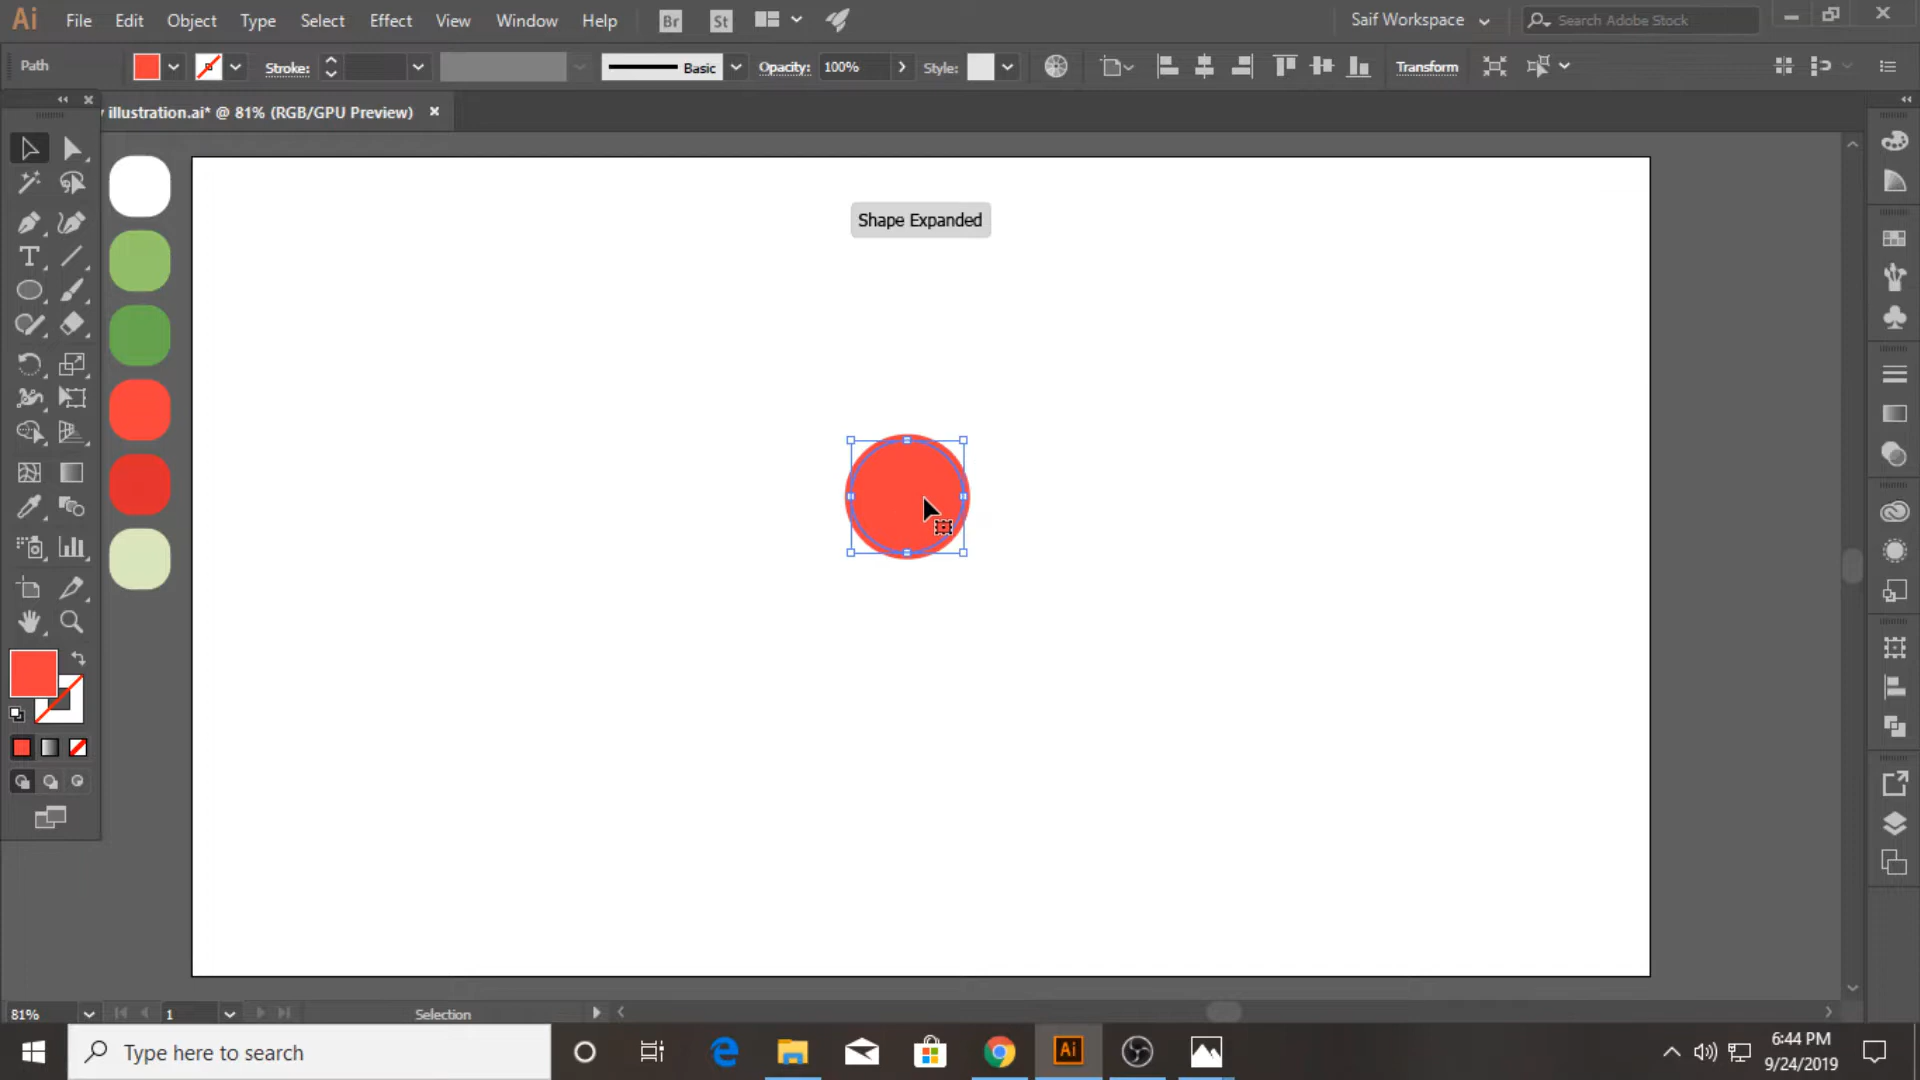 Ai File Edit Object Type Select Effect View Window Help Br St Saif Workspace Search Adobe Stock
Path Stroke: Basic Opacity: 100% Style: Transform
illustration.ai* @ 81% (RGB/GPU Preview)
Shape Expanded
T
81% 1 Selection
Type here to search Ai 6:44 PM
9/24/2019